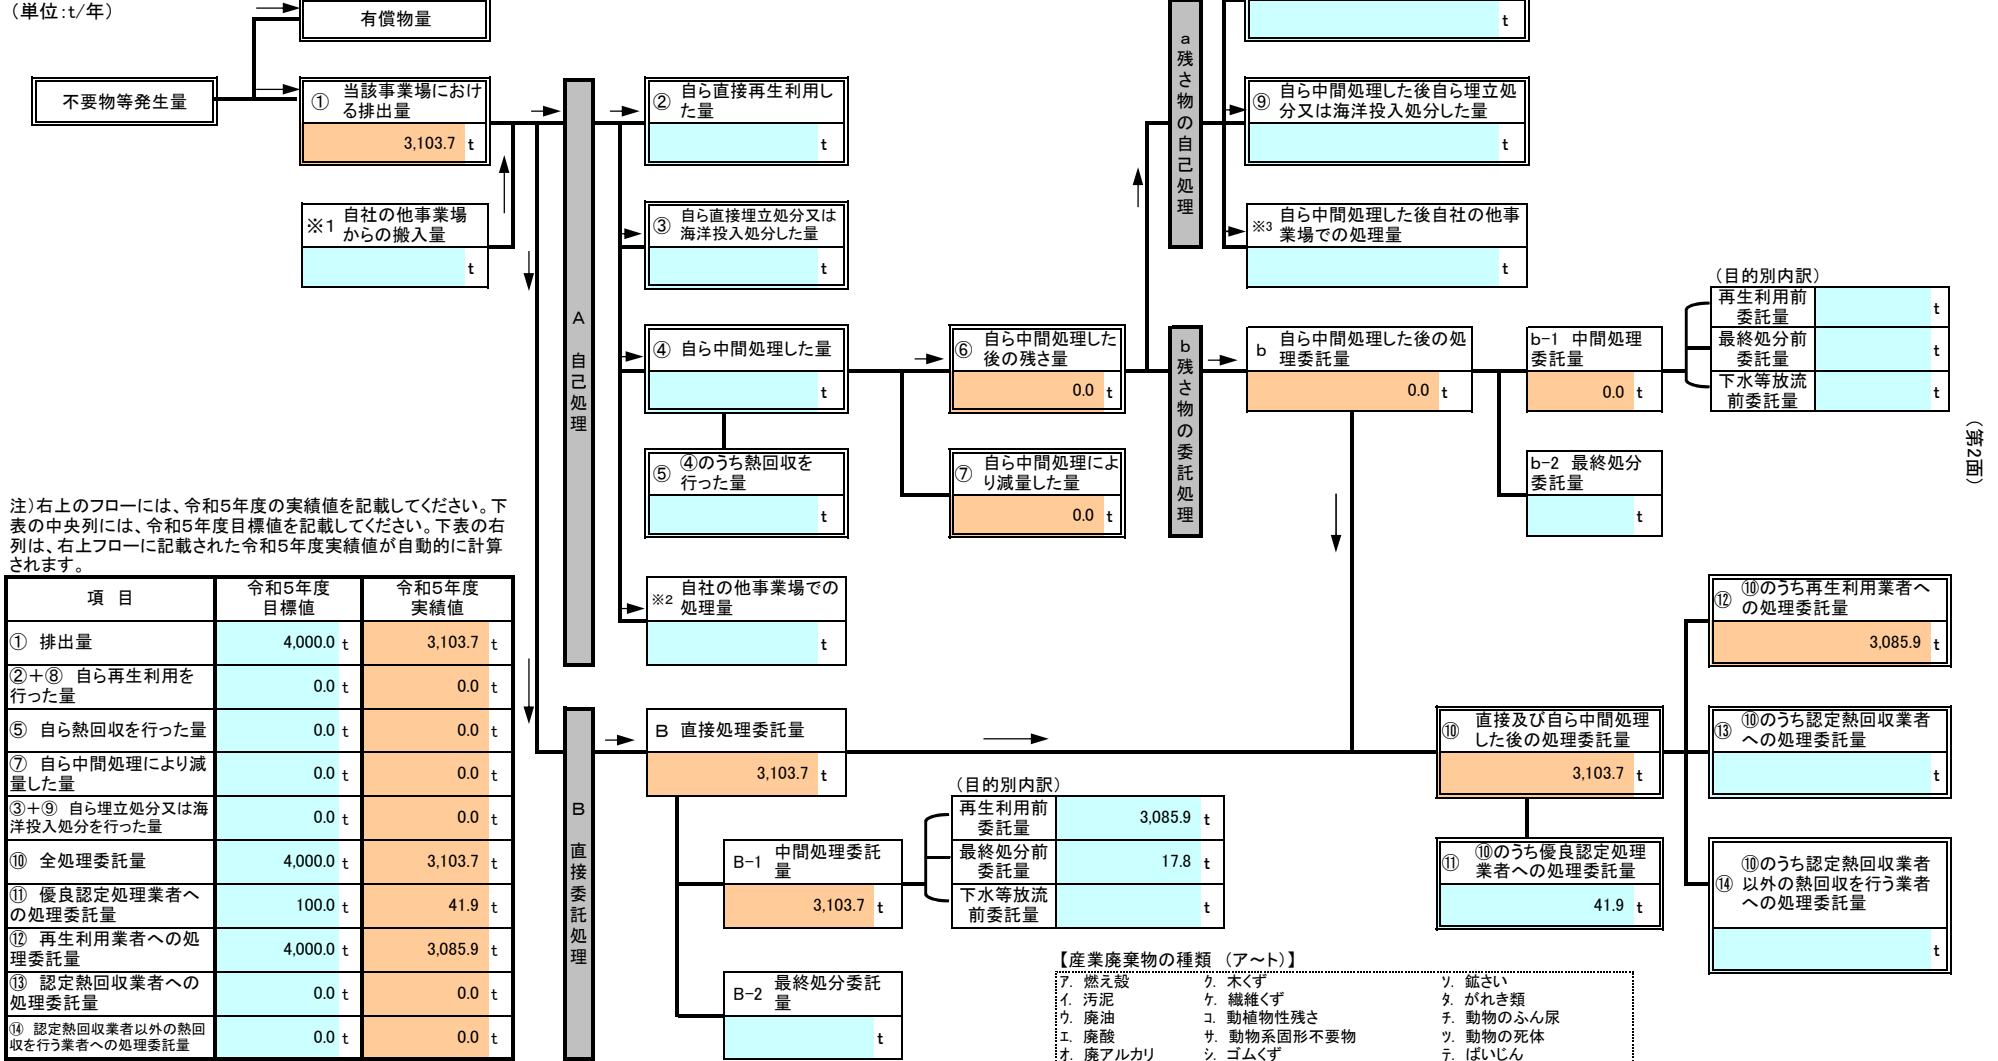 （単位：t/年）
有償物量
不要物等発生量
① 当該事業場におけ
る排出量
3,103.7 t
※1 自社の他事業場
からの搬入量
t
A 自己処理
② 自ら直接再生利用し
た量
t
③ 自ら直接埋立処分又は
海洋投入処分した量
t
④ 自ら中間処理した量
t
⑤ ④のうち熱回収を
行った量
t
※2 自社の他事業場での
処理量
t
⑥ 自ら中間処理した
後の残さ量
0.0 t
⑦ 自ら中間処理によ
り減量した量
0.0 t
a 残さ物の自己処理
t
⑨ 自ら中間処理した後自ら埋立処
分又は海洋投入処分した量
t
※3 自ら中間処理した後自社の他事
業場での処理量
t
b 残さ物の委託処理
b 自ら中間処理した後の処
理委託量
0.0 t
b-1 中間処理
委託量
0.0 t
（目的別内訳）
再生利用前
委託量 t
最終処分前
委託量 t
下水等放流
前委託量 t
b-2 最終処分
委託量
t
（第2面）
注）右上のフローには、令和5年度の実績値を記載してください。下
表の中央列には、令和5年度目標値を記載してください。下表の右
列は、右上フローに記載された令和5年度実績値が自動的に計算
されます。
項 目 令和5年度
目標値 令和5年度
実績値
① 排出量 4,000.0 t 3,103.7 t
②＋⑧ 自ら再生利用を
行った量 0.0 t 0.0 t
⑤ 自ら熱回収を行った量 0.0 t 0.0 t
⑦ 自ら中間処理により減
量した量 0.0 t 0.0 t
③＋⑨ 自ら埋立処分又は海
洋投入処分を行った量 0.0 t 0.0 t
⑩ 全処理委託量 4,000.0 t 3,103.7 t
⑪ 優良認定処理業者へ
の処理委託量 100.0 t 41.9 t
⑫ 再生利用業者への処
理委託量 4,000.0 t 3,085.9 t
⑬ 認定熱回収業者への
処理委託量 0.0 t 0.0 t
⑭ 認定熱回収業者以外の熱回
収を行う業者への処理委託量 0.0 t 0.0 t
B 直接委託処理
B 直接処理委託量
3,103.7 t
B-1 中間処理委託
量
3,103.7 t
（目的別内訳）
再生利用前
委託量 3,085.9 t
最終処分前
委託量 17.8 t
下水等放流
前委託量 t
B-2 最終処分委託
量
t
⑩ 直接及び自ら中間処理
した後の処理委託量
3,103.7 t
⑪ ⑩のうち優良認定処理
業者への処理委託量
41.9 t
⑫ ⑩のうち再生利用業者へ
の処理委託量
3,085.9 t
⑬ ⑩のうち認定熱回収業者
への処理委託量
t
⑭ ⑩のうち認定熱回収業者
以外の熱回収を行う業者
への処理委託量
t
【産業廃棄物の種類 （ア～ト）】
ア. 燃え殻 ク. 木くず ソ. 鉱さい
イ. 汚泥 ケ. 繊維くず タ. がれき類
ウ. 廃油 コ. 動植物性残さ チ. 動物のふん尿
エ. 廃酸 サ. 動物系固形不要物 ツ. 動物の死体
オ. 廃アルカリ シ. ゴムくず テ. ばいじん